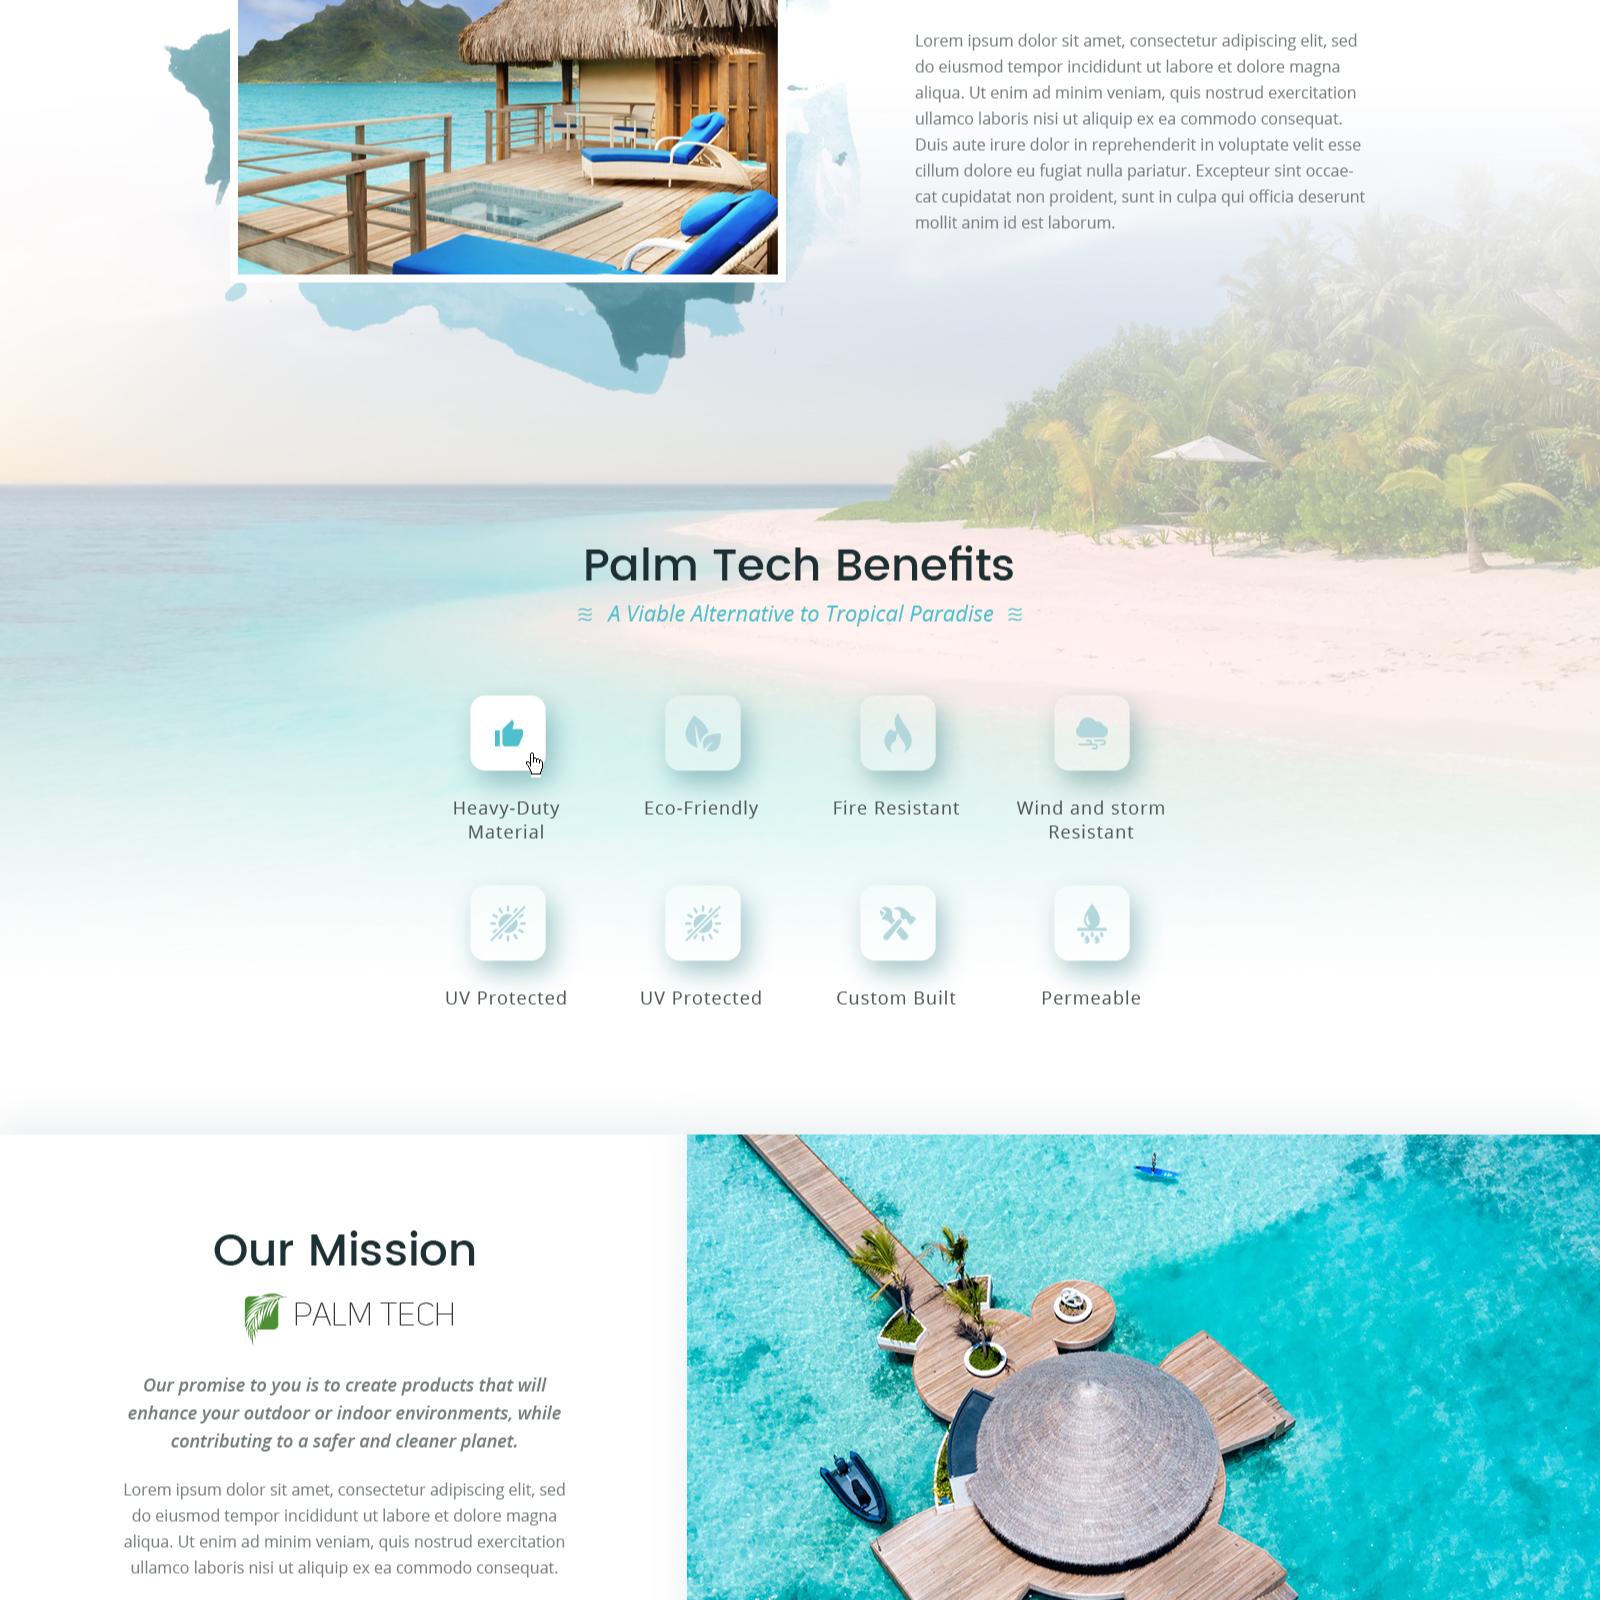 Lorem ipsum dolor sit amet, consectetur adipiscing elit, sed
do eiusmod tempor incididunt ut labore et dolore magna
aliqua. Ut enim ad minim veniam, quis nostrud exercitation
ullamco laboris nisi ut aliquip ex ea commodo consequat.
Duis aute irure dolor in reprehenderit in voluptate velit esse
cillum dolore eu fugiat nulla pariatur. Excepteur sint occae-
cat cupidatat non proident, sunt in culpa qui officia deserunt
mollit anim id est laborum.
Palm Tech Benefits
A Viable Alternative to Tropical Paradise
Heavy-Duty
Material
Eco-Friendly
Fire Resistant
Wind and storm
Resistant
UV Protected
UV Protected
Custom Built
Permeable
Our Mission
PALM TECH
Our promise to you is to create products that will
enhance your outdoor or indoor environments, while
contributing to a safer and cleaner planet.
Lorem ipsum dolor sit amet, consectetur adipiscing elit, sed
do eiusmod tempor incididunt ut labore et dolore magna
aliqua. Ut enim ad minim veniam, quis nostrud exercitation
ullamco laboris nisi ut aliquip ex ea commodo consequat.